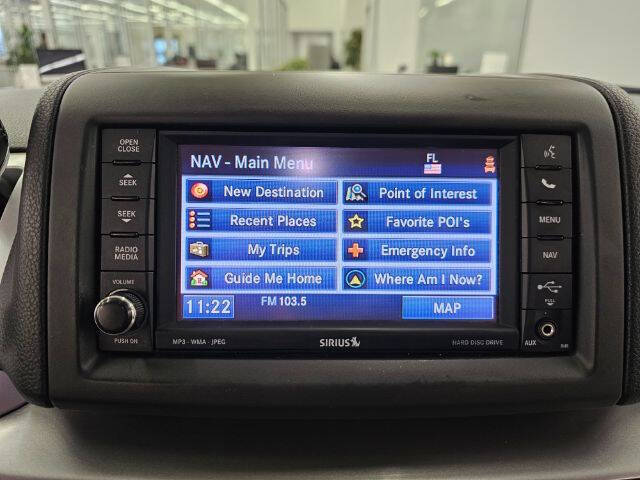 OPEN
CLOSE
SEEK
SEEK
RADIO
MEDIA
VOLUME
PUSH ON
NAV - Main Menu
FL
New Destination
Point of Interest
Recent Places
Favorite POI's
My Trips
Emergency Info
Guide Me Home
Where Am I Now?
11:22
FM 103.5
MAP
MENU
NAV
PULL
AUX
MP3 - WMA - JPEG
SIRIUS
HARD DISC DRIVE